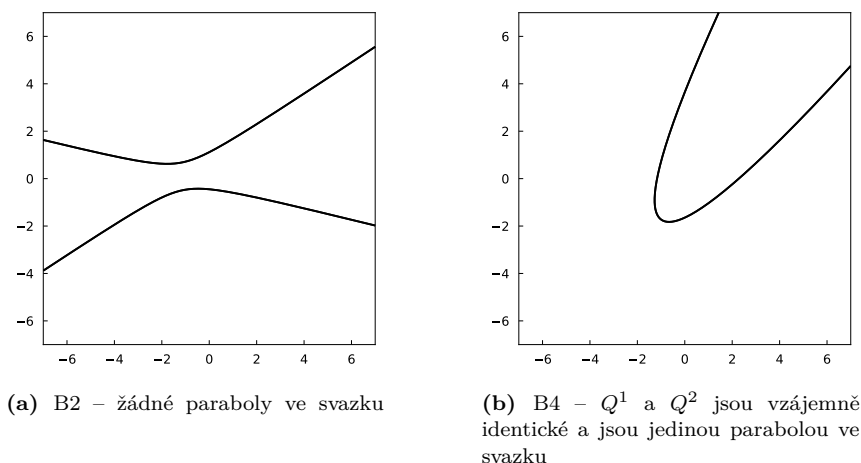 6
4
2
0
−2
−4
−6
−6 −4 −2 0 2 4 6
6
4
2
0
−2
−4
−6
−6 −4 −2 0 2 4 6
(a) B2 – žádné paraboly ve svazku
(b) B4 – Q¹ a Q² jsou vzájemně
identické a jsou jedinou parabolou ve
svazku